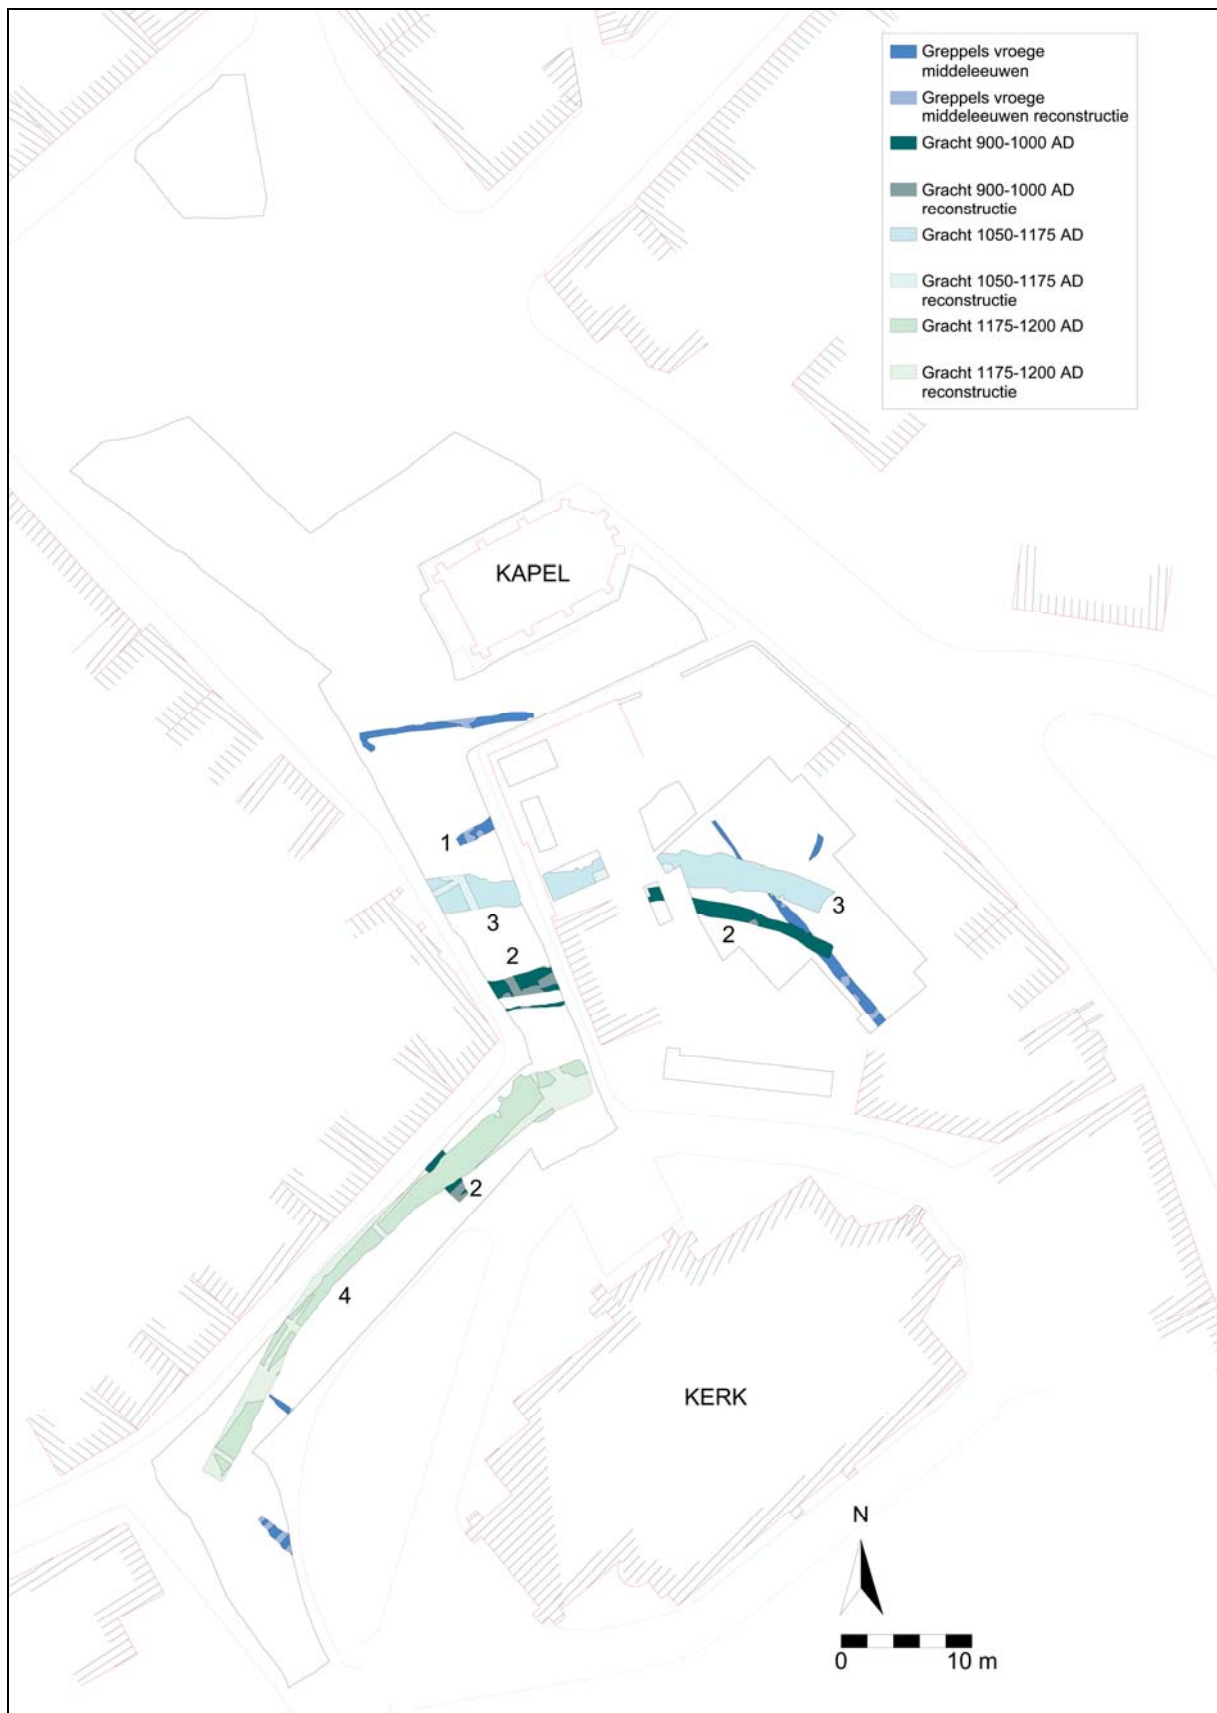 Greppels vroege
middeleeuwen
Greppels vroege
middeleeuwen reconstructie
Gracht 900-1000 AD
Gracht 900-1000 AD
reconstructie
Gracht 1050-1175 AD
Gracht 1050-1175 AD
reconstructie
Gracht 1175-1200 AD
Gracht 1175-1200 AD
reconstructie
KAPEL
1
3
3
2
2
2
4
KERK
N
0 10 m